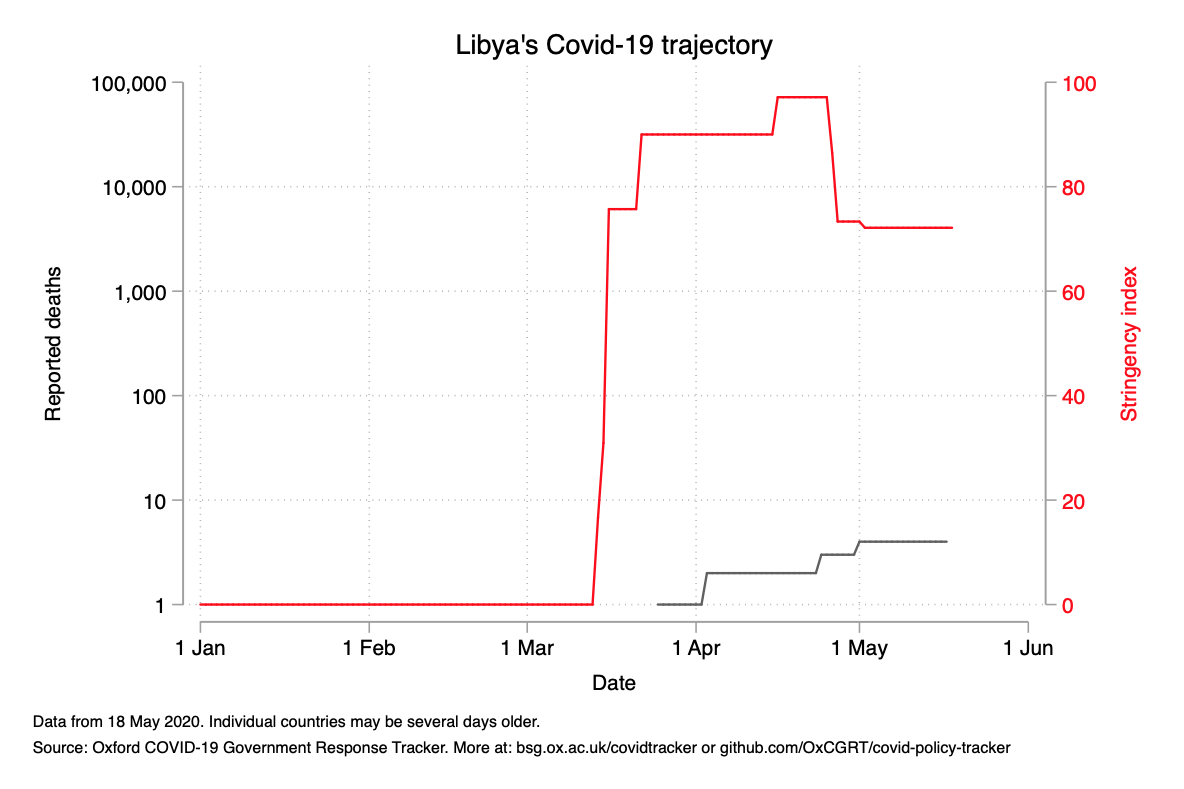 Libya's Covid-19 trajectory
100,000
10,000
1,000
100
10
1
Reported deaths
100
80
60
40
20
0
Stringency index
1 Jan
1 Feb
1 Mar
1 Apr
1 May
1 Jun
Date
Data from 18 May 2020. Individual countries may be several days older.
Source: Oxford COVID-19 Government Response Tracker. More at: bsg.ox.ac.uk/covidtracker or github.com/OxCGRT/covid-policy-tracker